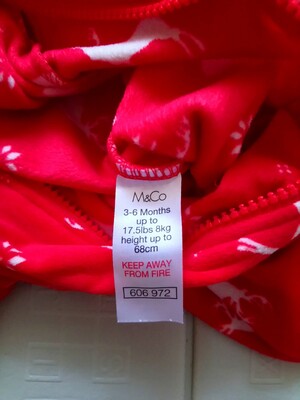 M&Co
3-6 Months
up to
17.5lbs 8kg
height up to
68cm
KEEP AWAY
FROM FIRE
606 972